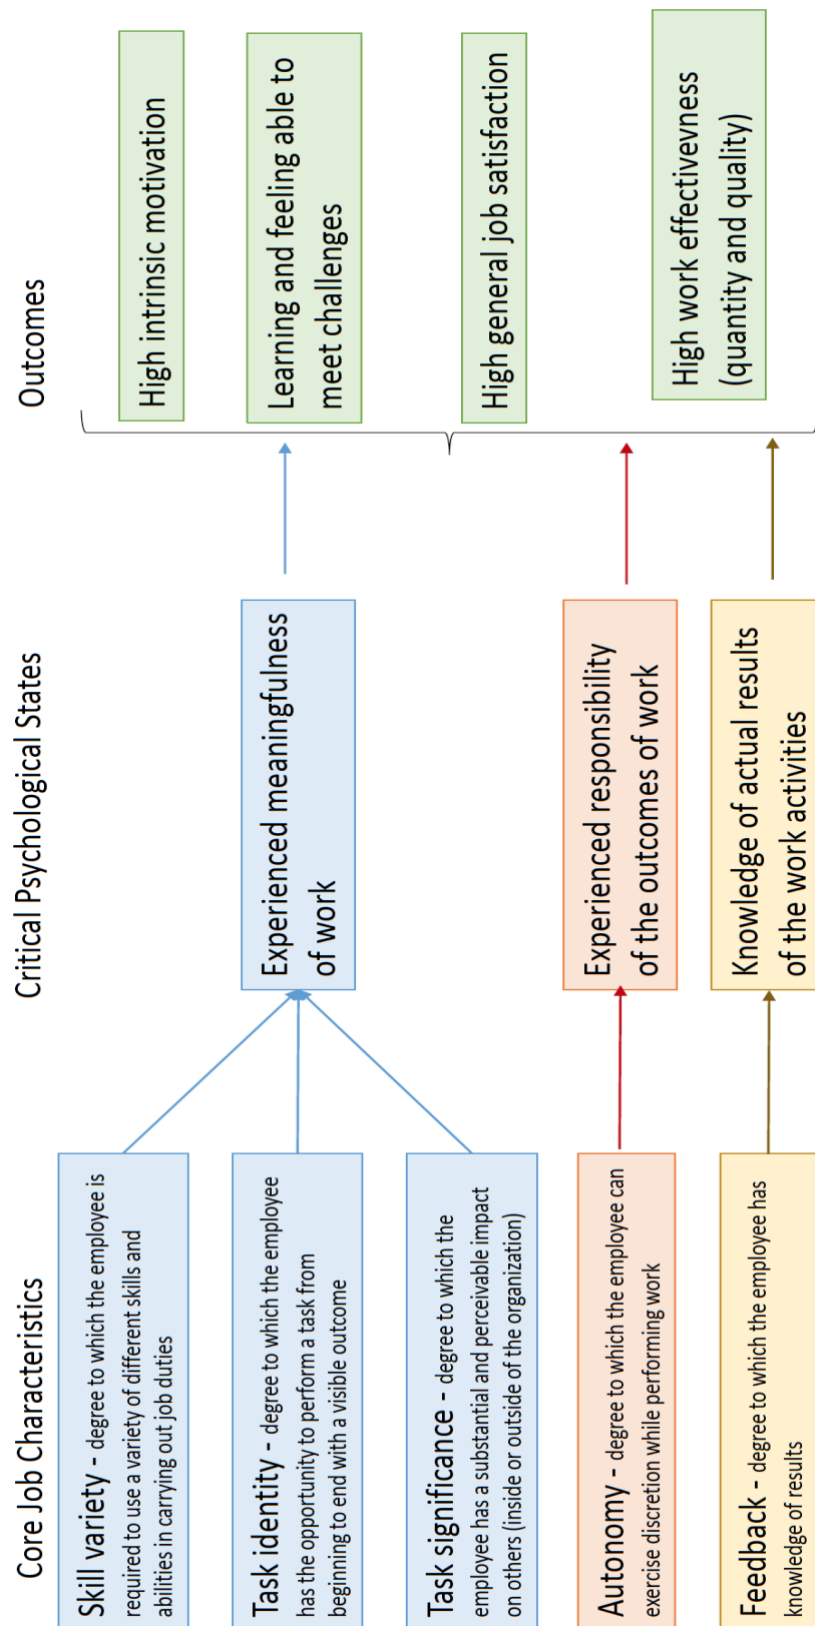 Core Job Characteristics
Skill variety - degree to which the employee is
required to use a variety of different skills and
abilities in carrying out job duties
Task identity - degree to which the employee
has the opportunity to perform a task from
beginning to end with a visible outcome
Task significance - degree to which the
employee has a substantial and perceivable impact
on others (inside or outside of the organization)
Autonomy - degree to which the employee can
exercise discretion while performing work
Feedback - degree to which the employee has
knowledge of results
Critical Psychological States
Experienced meaningfulness
of work
Experienced responsibility
of the outcomes of work
Knowledge of actual results
of the work activities
Outcomes
High intrinsic motivation
Learning and feeling able to
meet challenges
High general job satisfaction
High work effectivevness
(quantity and quality)